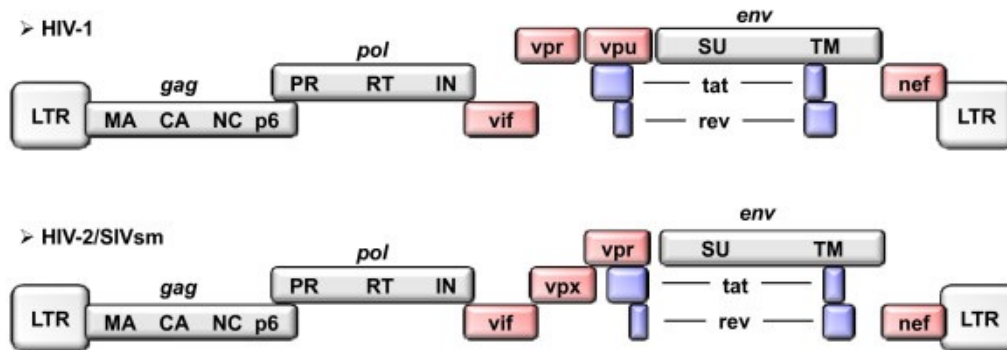 ➢ HIV-1
env
vpr vpu SU TM
pol
PR RT IN
tat
nef
gag
LTR MA CA NC p6
vif
rev
LTR
➢ HIV-2/SIVsm
env
vpr SU TM
pol
PR RT IN
vpx
tat
gag
LTR MA CA NC p6
vif
rev
nef LTR